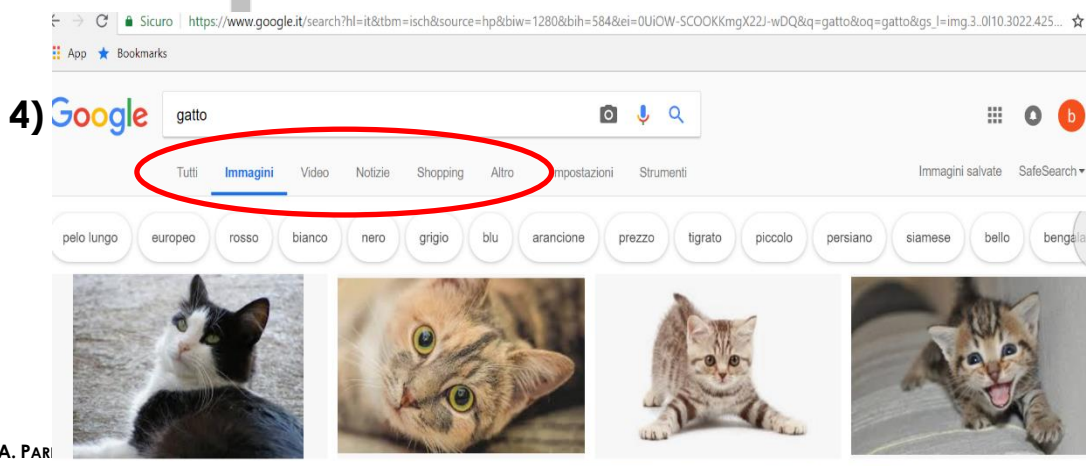 Sicuro https://www.google.it/search?hl=it&tbm=isch&source=hp&biw=1280&bih=584&ei=0UiOW-SCOOKKmgX22J-wDQ&q=gatto&oq=gatto&gs_l=img.3..0l10.3022.425...
App Bookmarks
4) Google gatto b
Tutti Immagini Video Notizie Shopping Altro Impostazioni Strumenti Immagini salvate SafeSearch
pelo lungo europeo rosso bianco nero grigio blu arancione prezzo tigrato piccolo persiano siamese bello
A.